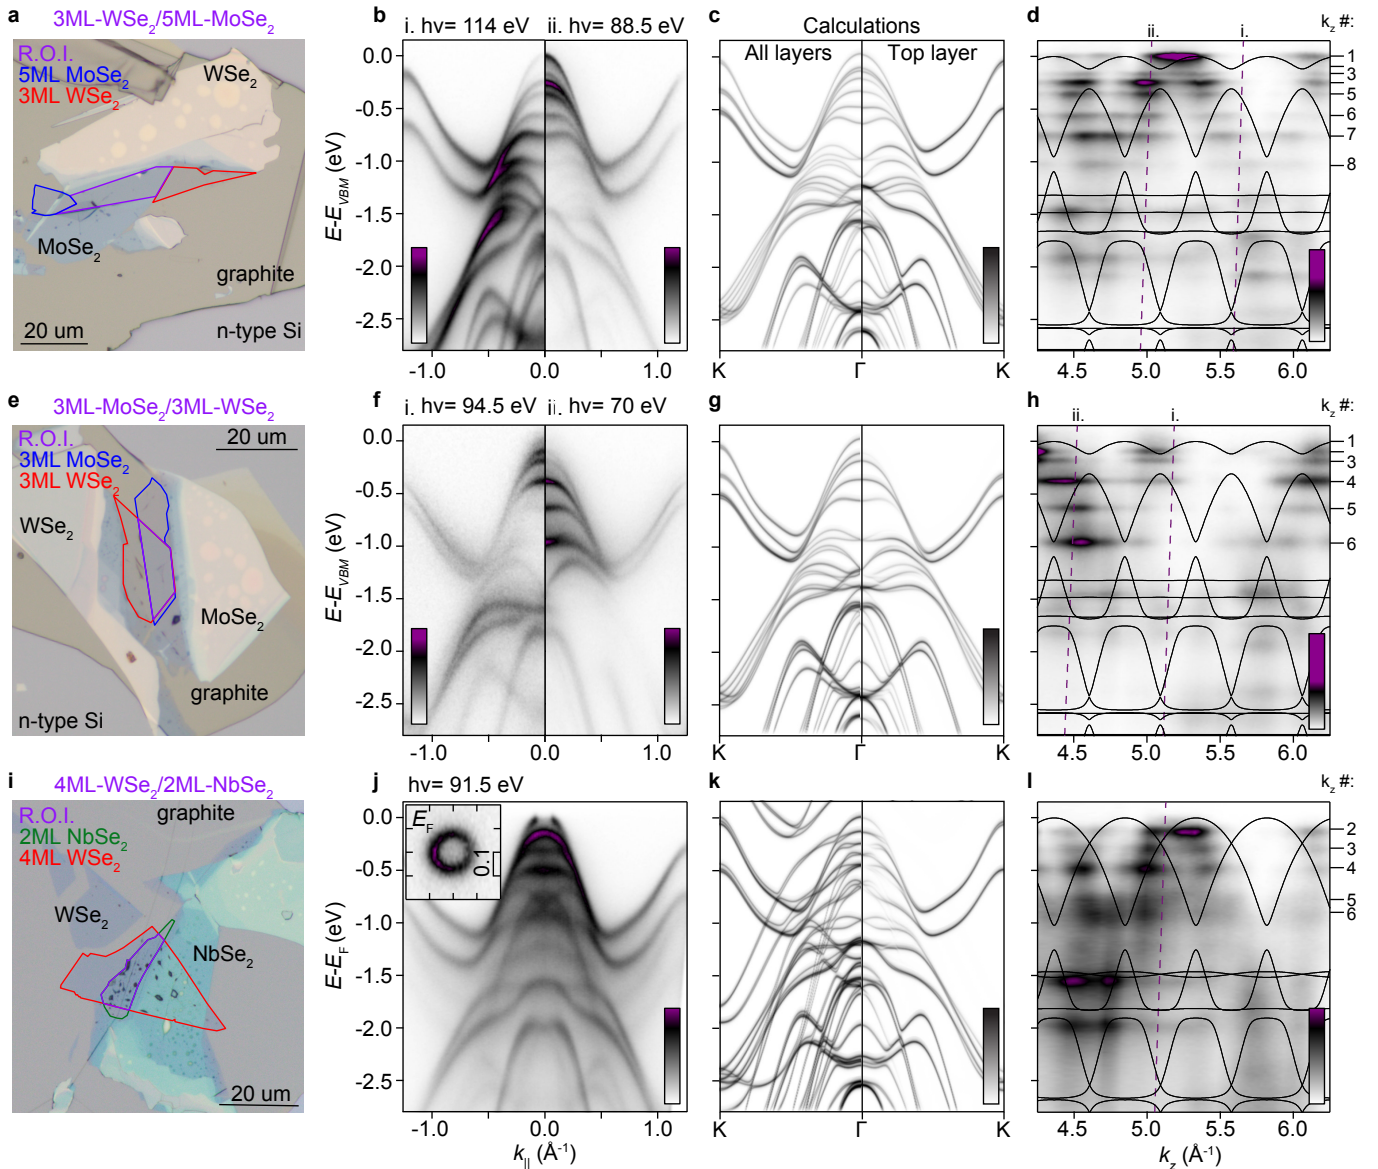 a 3ML-WSe2/5ML-MoSe2
R.O.I.
5ML MoSe2
3ML WSe2
WSe2
MoSe2
graphite
n-type Si
20 um
b i. hν= 114 eV ii. hν= 88.5 eV
E-EVBM (eV)
0.0
-0.5
-1.0
-1.5
-2.0
-2.5
-1.0 0.0 1.0
c Calculations
All layers Top layer
K Γ K
d ii. i. kz #:
1
3
5
6
7
8
4.5 5.0 5.5 6.0
e 3ML-MoSe2/3ML-WSe2
R.O.I.
3ML MoSe2
3ML WSe2
20 um
WSe2
MoSe2
graphite
n-type Si
f i. hν= 94.5 eV ii. hν= 70 eV
E-EVBM (eV)
0.0
-0.5
-1.0
-1.5
-2.0
-2.5
-1.0 0.0 1.0
g
K Γ K
h ii. i. kz #:
1
3
4
5
6
4.5 5.0 5.5 6.0
i 4ML-WSe2/2ML-NbSe2
R.O.I.
2ML NbSe2
4ML WSe2
graphite
WSe2
NbSe2
20 um
j hν= 91.5 eV
EF
0.1
E-EF (eV)
0.0
-0.5
-1.0
-1.5
-2.0
-2.5
-1.0 0.0 1.0
k|| (Å-1)
k
K Γ K
l kz #:
2
3
4
5
6
4.5 5.0 5.5 6.0
kz (Å-1)